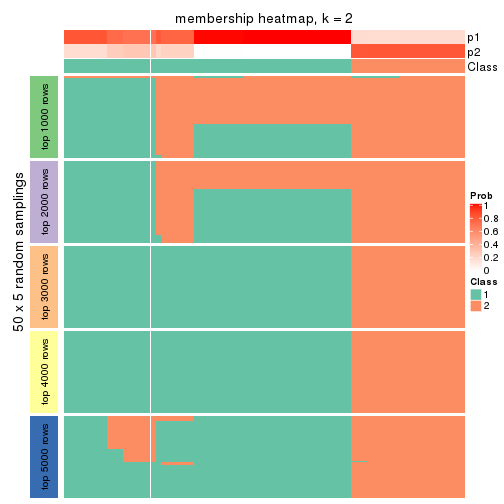 membership heatmap, k = 2
p1
p2
Class
50 x 5 random samplings
top 1000 rows
top 2000 rows
top 3000 rows
top 4000 rows
top 5000 rows
Prob
1
0.8
0.6
0.4
0.2
0
Class
1
2